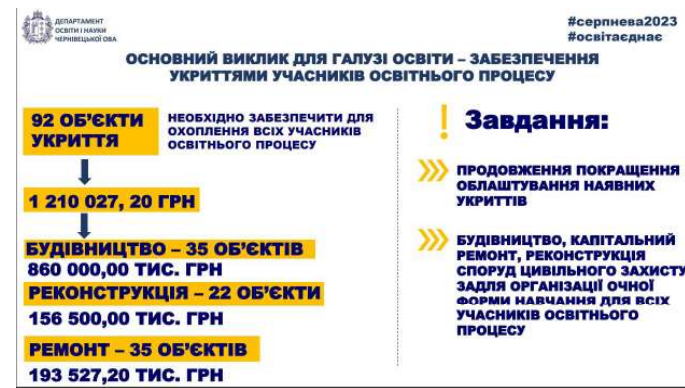 ДЕПАРТАМЕНТ
ОСВІТИ І НАУКИ
ЧЕРНІВЕЦЬКОЇ ОВА
#серпнева2023
#освітаєднає
ОСНОВНИЙ ВИКЛИК ДЛЯ ГАЛУЗІ ОСВІТИ – ЗАБЕЗПЕЧЕННЯ
УКРИТТЯМИ УЧАСНИКІВ ОСВІТНЬОГО ПРОЦЕСУ
92 ОБ’ЄКТИ
УКРИТТЯ
НЕОБХІДНО ЗАБЕЗПЕЧИТИ ДЛЯ
ОХОПЛЕННЯ ВСІХ УЧАСНИКІВ
ОСВІТНЬОГО ПРОЦЕСУ
1 210 027, 20 ГРН
БУДІВНИЦТВО – 35 ОБ’ЄКТІВ
860 000,00 ТИС. ГРН
РЕКОНСТРУКЦІЯ – 22 ОБ’ЄКТИ
156 500,00 ТИС. ГРН
РЕМОНТ – 35 ОБ’ЄКТІВ
193 527,20 ТИС. ГРН
! Завдання:
ПРОДОВЖЕННЯ ПОКРАЩЕННЯ
ОБЛАШТУВАННЯ НАЯВНИХ
УКРИТТІВ
БУДІВНИЦТВО, КАПІТАЛЬНИЙ
РЕМОНТ, РЕКОНСТРУКЦІЯ
СПОРУД ЦИВІЛЬНОГО ЗАХИСТУ
ЗАДЛЯ ОРГАНІЗАЦІЇ ОЧНОЇ
ФОРМИ НАВЧАННЯ ДЛЯ ВСІХ
УЧАСНИКІВ ОСВІТНЬОГО
ПРОЦЕСУ